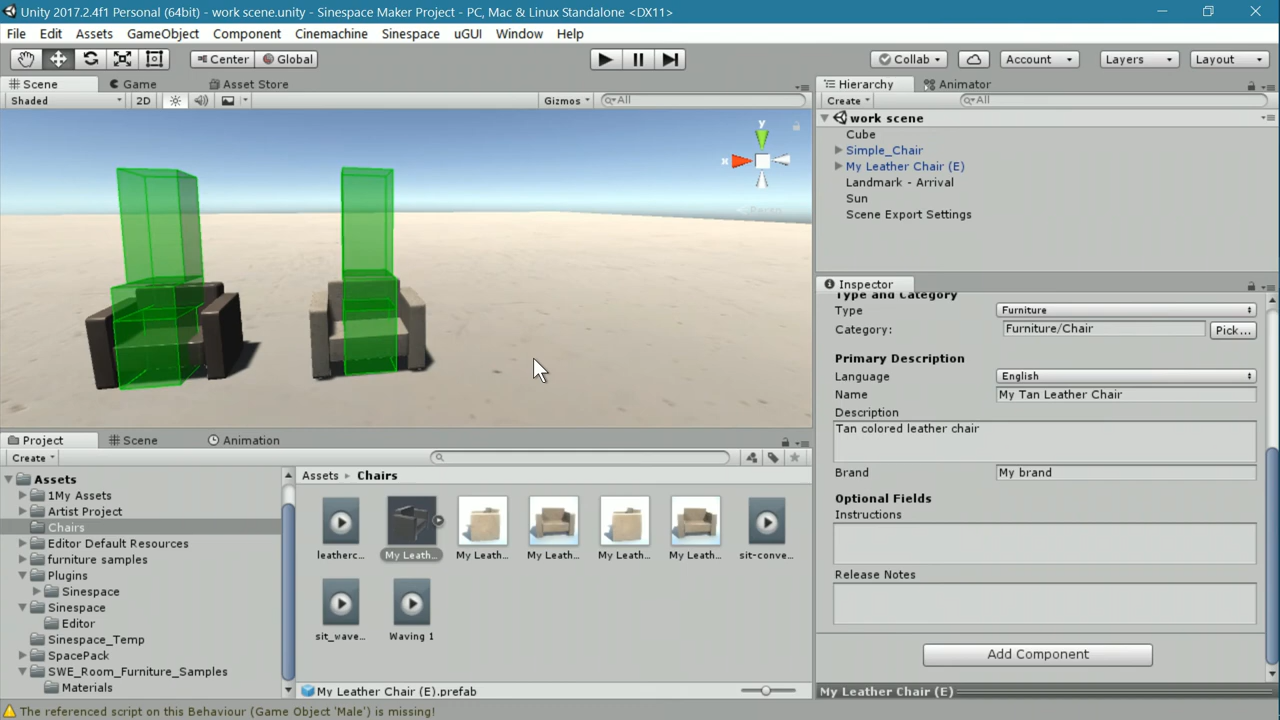 Unity 2017.2.4f1 Personal (64bit) - work scene.unity - Sinespace Maker Project - PC, Mac & Linux Standalone <DX11>
File Edit Assets GameObject Component Cinemachine Sinespace uGUI Window Help
Center Global Collab Account Layers Layout
Scene Game Asset Store
Shaded 2D Gizmos All
y
x
Hierarchy Animator
Create All
work scene
Cube
Simple_Chair
My Leather Chair (E)
Landmark - Arrival
Sun
Scene Export Settings
Inspector
Type and Category
Type Furniture
Category: Furniture/Chair Pick...
Primary Description
Language English
Name My Tan Leather Chair
Description
Tan colored leather chair
Brand My brand
Optional Fields
Instructions
Release Notes
Add Component
My Leather Chair (E)
Project Scene Animation
Create
Assets
1My Assets
Artist Project
Chairs
Editor Default Resources
furniture samples
Plugins
Sinespace
Sinespace
Editor
Sinespace_Temp
SpacePack
SWE_Room_Furniture_Samples
Materials
Assets Chairs
leatherc... My Leath... My Leath... My Leath... My Leath... My Leath... sit-conve...
sit_wave... Waving 1
My Leather Chair (E).prefab
The referenced script on this Behaviour (Game Object 'Male') is missing!